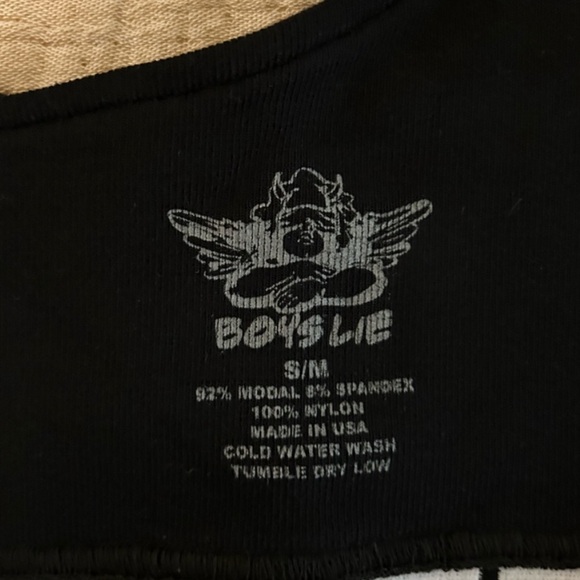 BOYS LIE
S/M
92% MODAL 8% SPANDEX
100% NYLON
MADE IN USA
COLD WATER WASH
TUMBLE DRY LOW